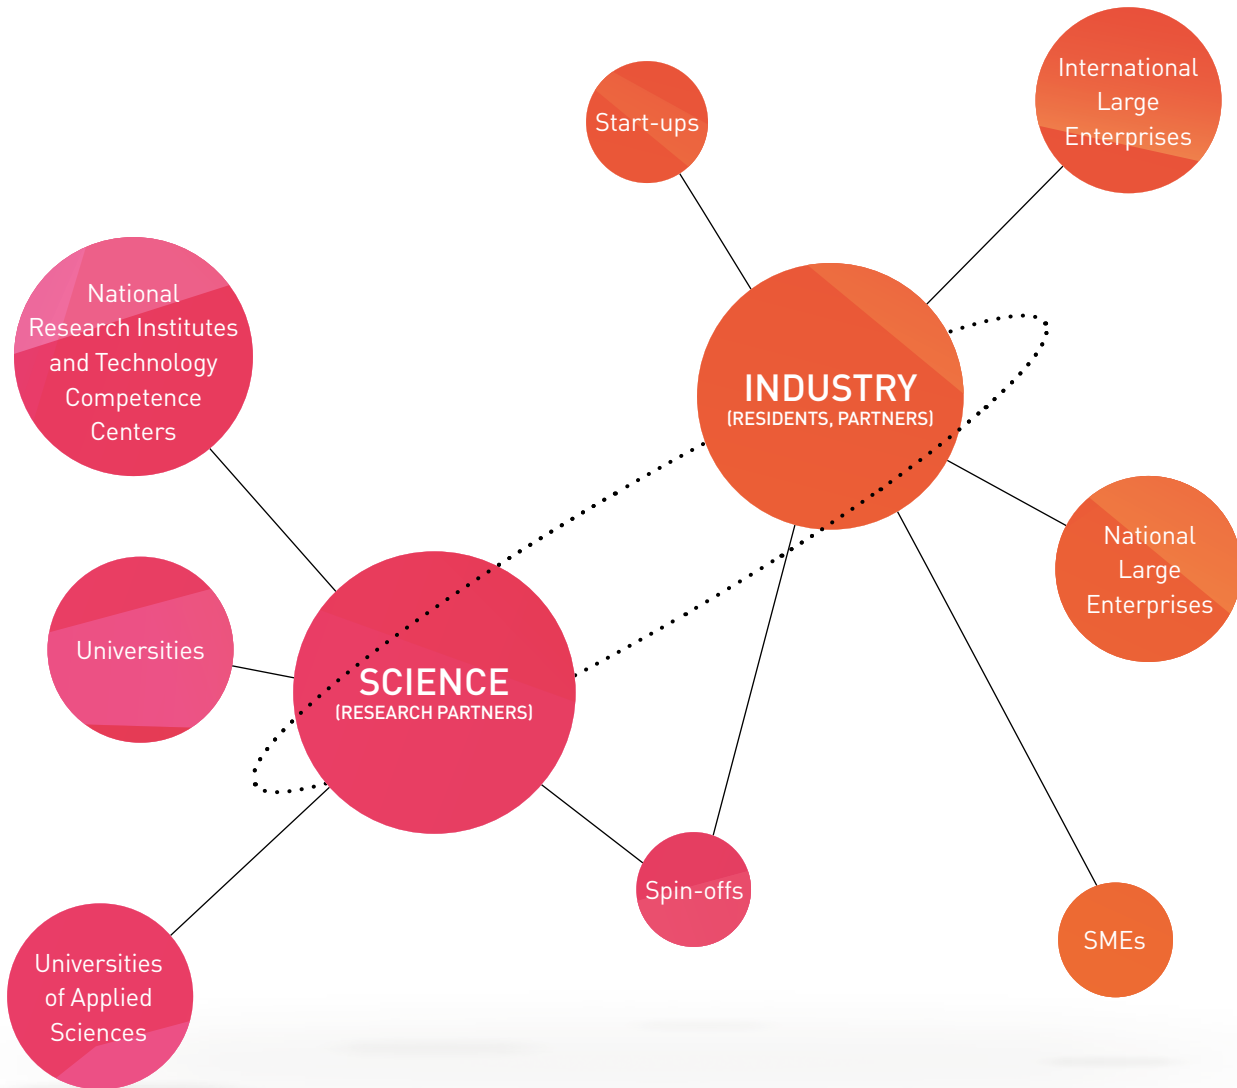 International
Large
Enterprises
Start-ups
National
Research Institutes
and Technology
Competence
Centers
INDUSTRY
(RESIDENTS, PARTNERS)
National
Large
Enterprises
Universities
SCIENCE
(RESEARCH PARTNERS)
Spin-offs
SMEs
Universities
of Applied
Sciences